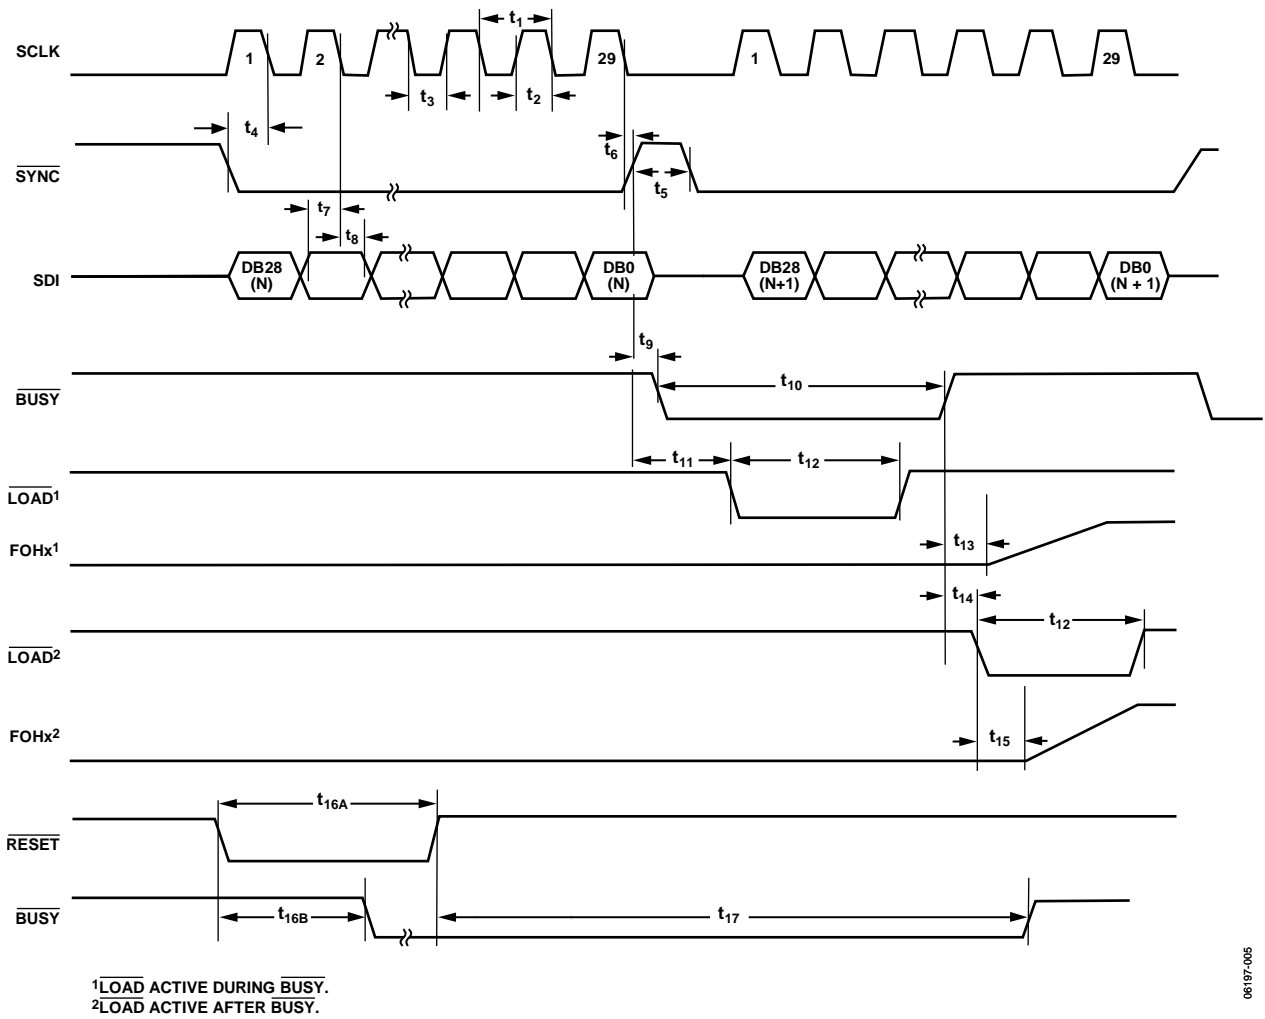 t1
SCLK
1
2
29
1
29
t3
t2
t4
t6
SYNC
t5
t7
t8
SDI
DB28
(N)
DB0
(N)
DB28
(N+1)
DB0
(N + 1)
t9
BUSY
t10
t11
t12
LOAD1
FOHx1
t13
t14
t12
LOAD2
FOHx2
t15
t16A
RESET
BUSY
t16B
t17
1LOAD ACTIVE DURING BUSY.
2LOAD ACTIVE AFTER BUSY.
06197-005